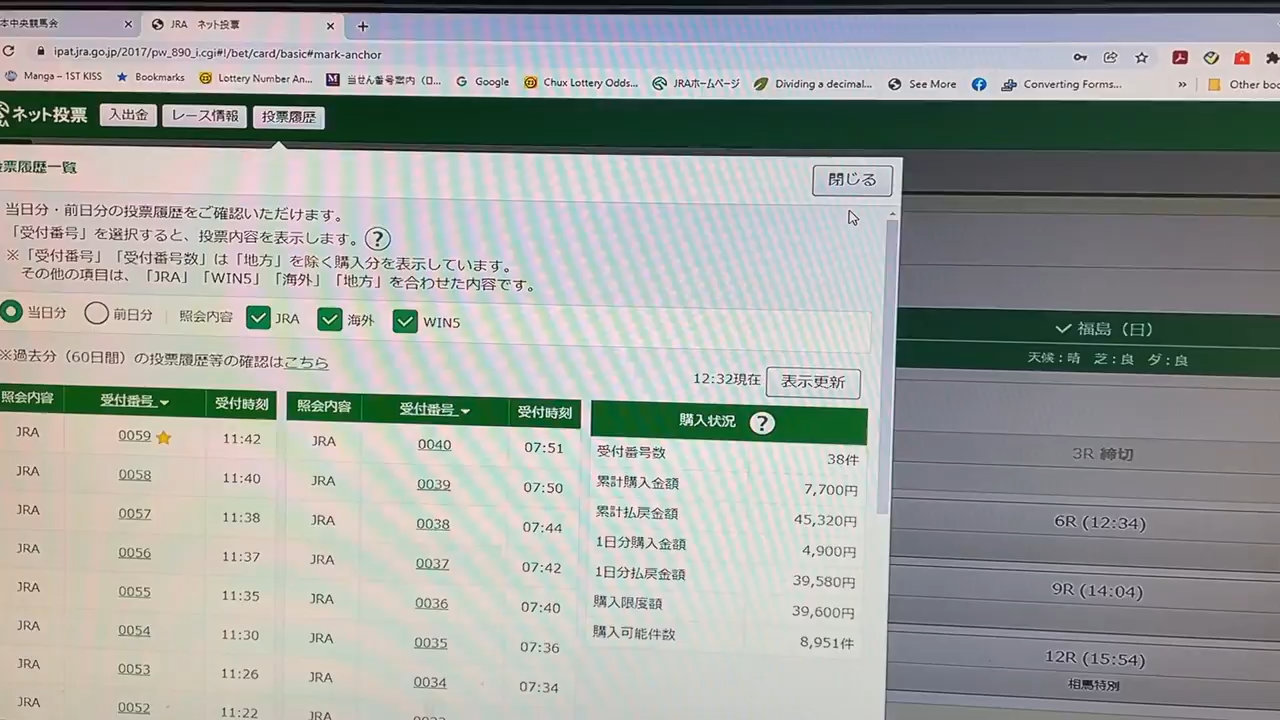 本中央競馬会
JRA ネット投票
ipat.jra.go.jp/2017/pw_890_i.cgi#!/bet/card/basic#mark-anchor
Manga – 1ST KISS
Bookmarks
Lottery Number An...
当せん番号案内 (ロ...
Google
Chux Lottery Odds...
JRAホームページ
Dividing a decimal...
See More
Converting Forms...
»
Other boo
ネット投票
入出金
レース情報
投票履歴
票履歴一覧
閉じる
当日分・前日分の投票履歴をご確認いただけます。
「受付番号」を選択すると、投票内容を表示します。 ?
※「受付番号」「受付番号数」は「地方」を除く購入分を表示しています。
その他の項目は、「JRA」「WIN5」「海外」「地方」を合わせた内容です。
当日分 前日分 照会内容 JRA 海外 WIN5
※過去分（60日間）の投票履歴等の確認はこちら
12:32現在 表示更新
照会内容 受付番号 受付時刻
JRA 0059 11:42
JRA 0058 11:40
JRA 0057 11:38
JRA 0056 11:37
JRA 0055 11:35
JRA 0054 11:30
JRA 0053 11:26
JRA 0052 11:22
照会内容 受付番号 受付時刻
JRA 0040 07:51
JRA 0039 07:50
JRA 0038 07:44
JRA 0037 07:42
JRA 0036 07:40
JRA 0035 07:36
JRA 0034 07:34
JRA
購入状況 ?
受付番号数 38件
累計購入金額 7,700円
累計払戻金額 45,320円
1日分購入金額 4,900円
1日分払戻金額 39,580円
購入限度額 39,600円
購入可能件数 8,951件
福島（日）
天候：晴 芝：良 ダ：良
3R 締切
6R (12:34)
9R (14:04)
12R (15:54)
相馬特別